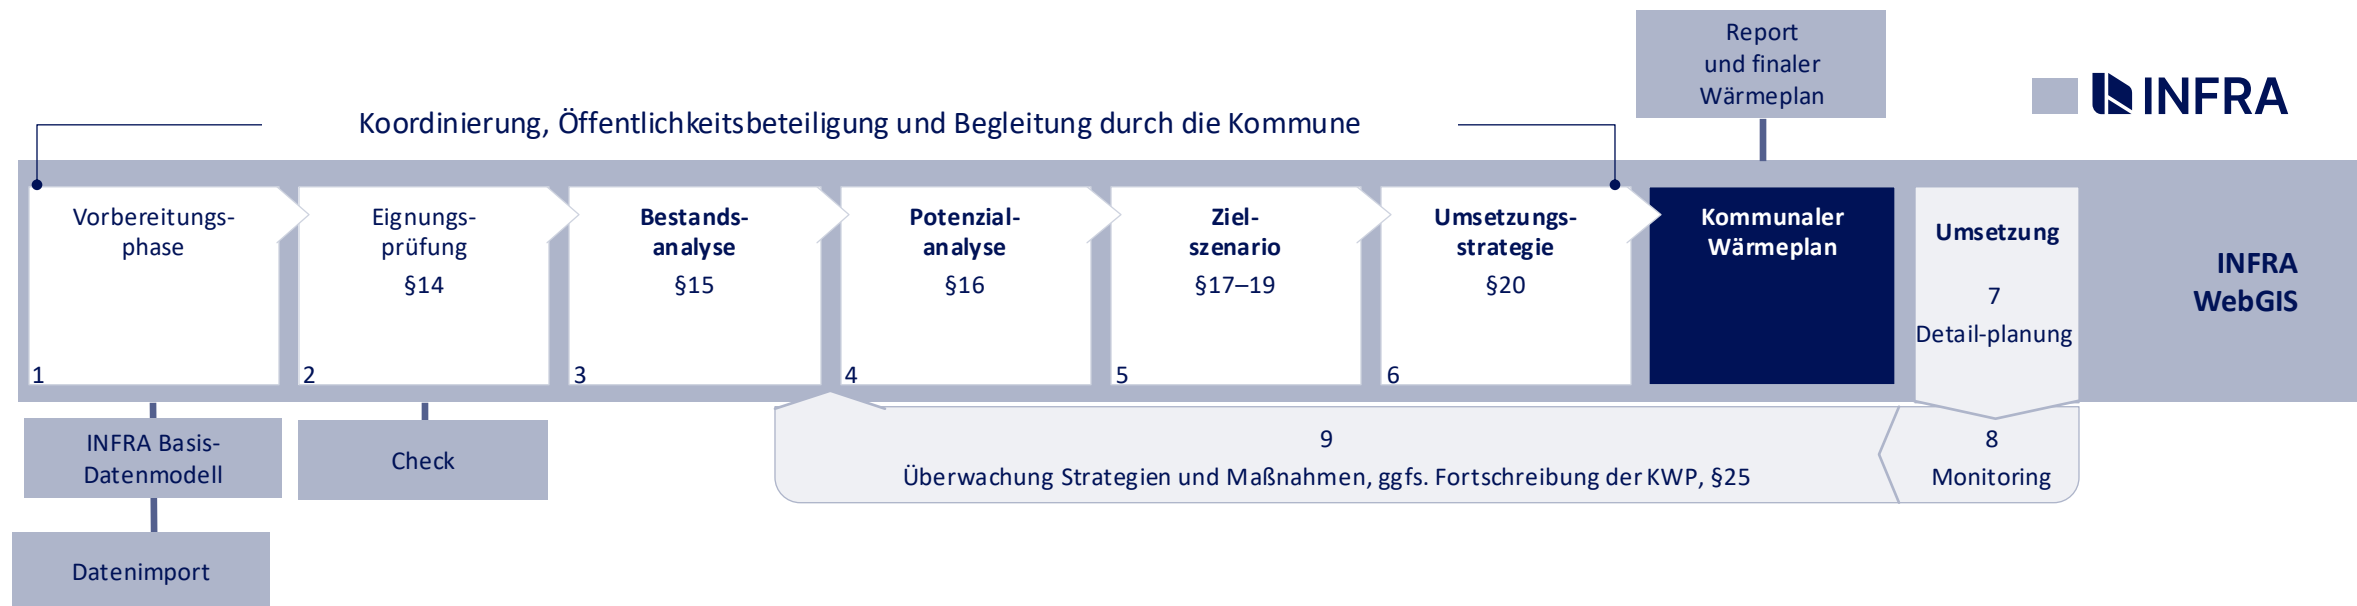 Report
und finaler
Wärmeplan
INFRA
Koordinierung, Öffentlichkeitsbeteiligung und Begleitung durch die Kommune
Vorbereitungs-
phase
1
Eignungs-
prüfung
§14
2
Bestands-
analyse
§15
3
Potenzial-
analyse
§16
4
Ziel-
szenario
§17–19
5
Umsetzungs-
strategie
§20
6
Kommunaler
Wärmeplan
Umsetzung
7
Detail-planung
INFRA
WebGIS
INFRA Basis-
Datenmodell
Check
9
Überwachung Strategien und Maßnahmen, ggfs. Fortschreibung der KWP, §25
8
Monitoring
Datenimport